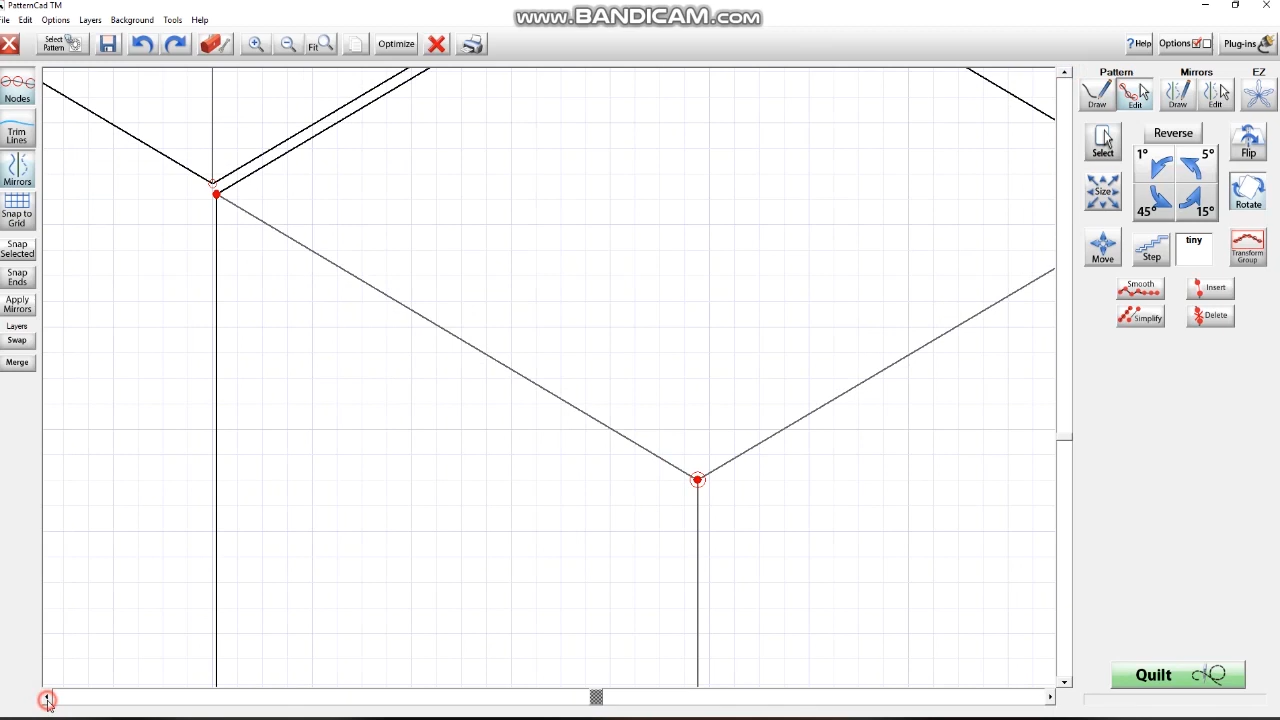 PatternCad TM
www.BANDICAM.com
Edit Options Layers Background Tools Help
Select Pattern
Fit
Optimize
?Help
Options
Plug-ins
Nodes
Trim Lines
Mirrors
Snap to Grid
Snap Selected
Snap Ends
Apply Mirrors
Layers
Swap
Merge
Pattern Mirrors EZ
Draw Edit Draw Edit
Select
Reverse
Flip
1° 5°
Size
45° 15°
Rotate
Move
Step
tiny
Transform Group
Smooth
Insert
Simplify
Delete
Quilt